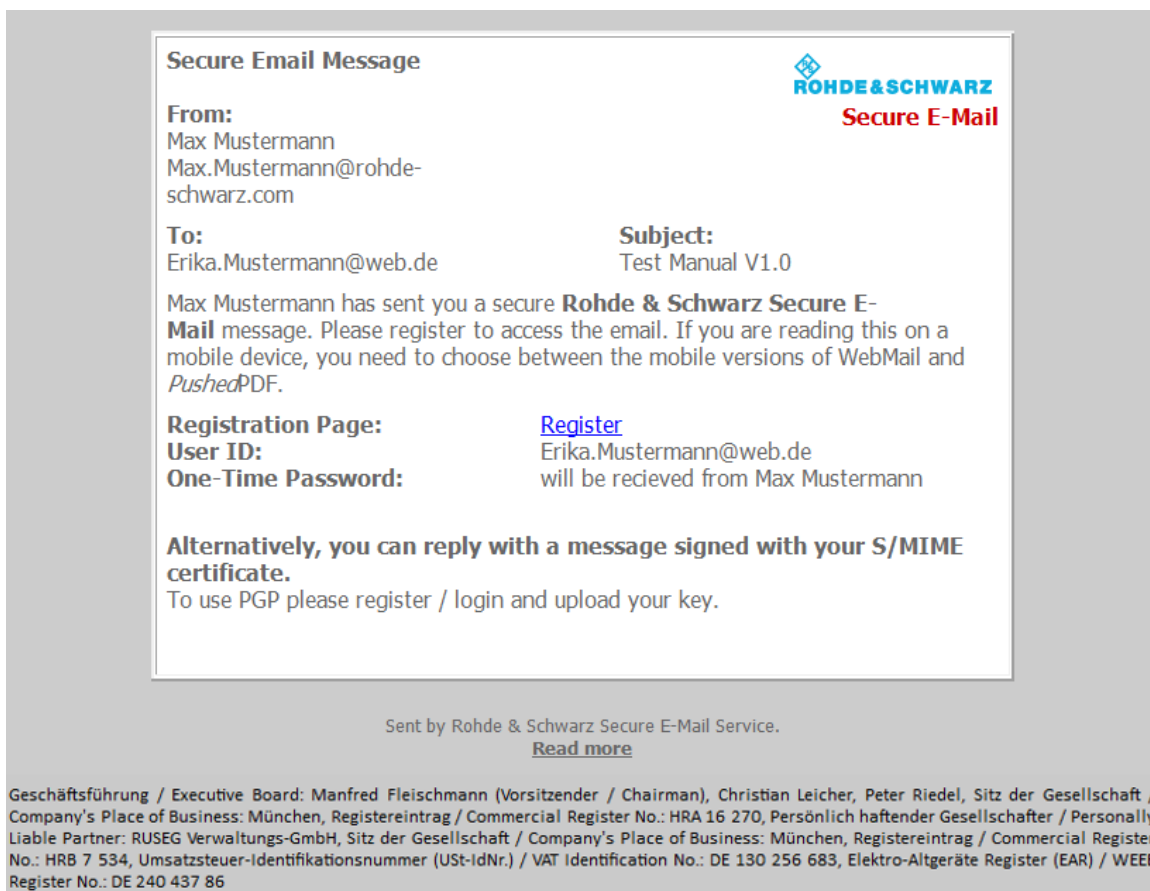 Secure Email Message
R&S
ROHDE&SCHWARZ
Secure E-Mail
From:
Max Mustermann
Max.Mustermann@rohde-
schwarz.com
To:
Erika.Mustermann@web.de
Subject:
Test Manual V1.0
Max Mustermann has sent you a secure Rohde & Schwarz Secure E-
Mail message. Please register to access the email. If you are reading this on a
mobile device, you need to choose between the mobile versions of WebMail and
PushedPDF.
Registration Page: Register
User ID: Erika.Mustermann@web.de
One-Time Password: will be recieved from Max Mustermann
Alternatively, you can reply with a message signed with your S/MIME
certificate.
To use PGP please register / login and upload your key.
Sent by Rohde & Schwarz Secure E-Mail Service.
Read more
Geschäftsführung / Executive Board: Manfred Fleischmann (Vorsitzender / Chairman), Christian Leicher, Peter Riedel, Sitz der Gesellschaft /
Company's Place of Business: München, Registereintrag / Commercial Register No.: HRA 16 270, Persönlich haftender Gesellschafter / Personally
Liable Partner: RUSEG Verwaltungs-GmbH, Sitz der Gesellschaft / Company's Place of Business: München, Registereintrag / Commercial Register
No.: HRB 7 534, Umsatzsteuer-Identifikationsnummer (USt-IdNr.) / VAT Identification No.: DE 130 256 683, Elektro-Altgeräte Register (EAR) / WEEE
Register No.: DE 240 437 86